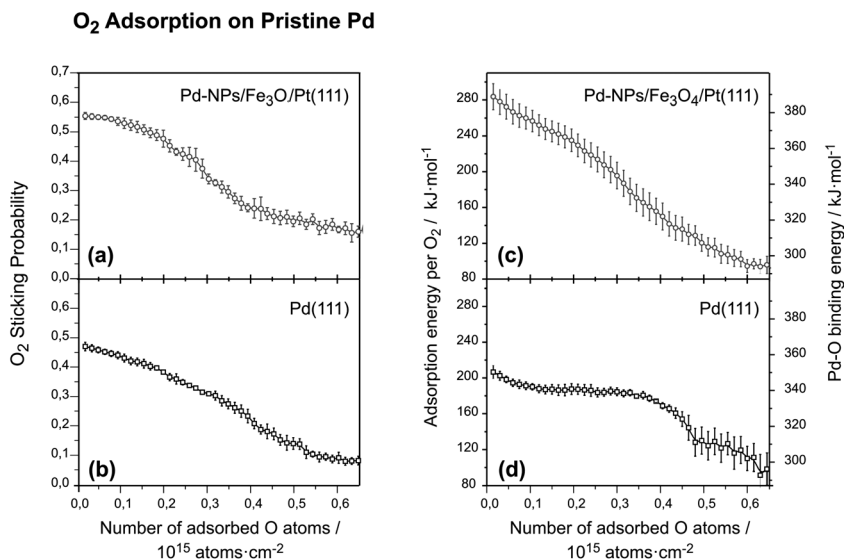 O2 Adsorption on Pristine Pd
O2 Sticking Probability
0,7
0,6
0,5
0,4
0,3
0,2
0,1
0,0
Pd-NPs/Fe3O/Pt(111)
(a)
0,6
0,5
0,4
0,3
0,2
0,1
0,0
Pd(111)
(b)
0,0 0,1 0,2 0,3 0,4 0,5 0,6
Number of adsorbed O atoms /
10^15 atoms·cm^-2
Adsorption energy per O2 / kJ·mol^-1
280
240
200
160
120
80
Pd-NPs/Fe3O4/Pt(111)
(c)
380
360
340
320
300
280
240
200
160
120
80
Pd(111)
(d)
380
360
340
320
300
Pd-O binding energy / kJ·mol^-1
0,0 0,1 0,2 0,3 0,4 0,5 0,6
Number of adsorbed O atoms /
10^15 atoms·cm^-2